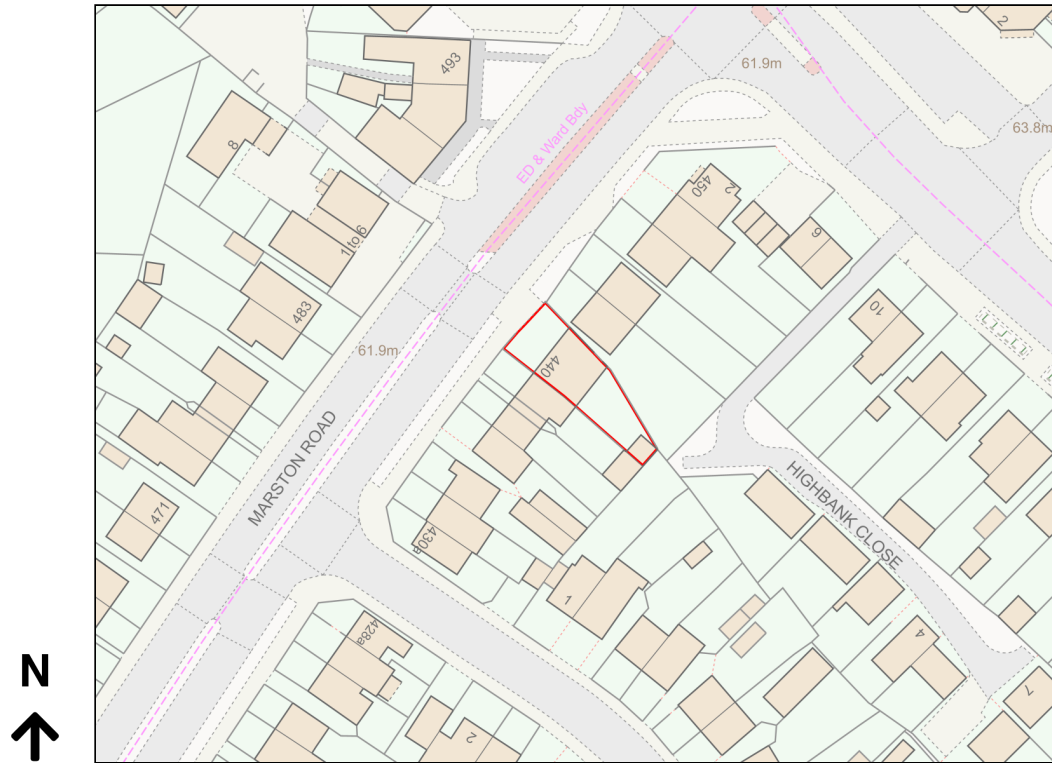 2
493
61.9m
ED & Ward Bdy
63.8m
8
450
2
1 to 6
6
483
10
61.9m
440
MARSTON ROAD
HIGHBANK CLOSE
471
430a
1
428a
4
N
7
2